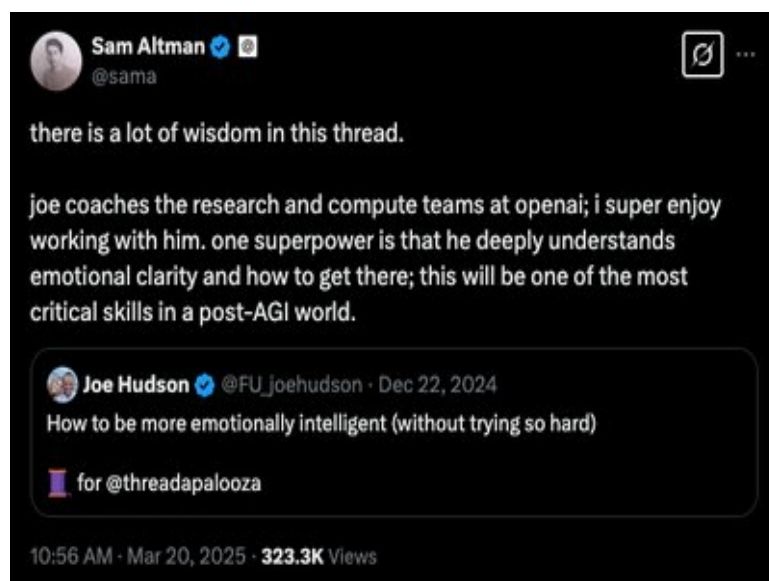 Sam Altman
@sama
there is a lot of wisdom in this thread.
joe coaches the research and compute teams at openai; i super enjoy
working with him. one superpower is that he deeply understands
emotional clarity and how to get there; this will be one of the most
critical skills in a post-AGI world.
Joe Hudson @FU_joehudson · Dec 22, 2024
How to be more emotionally intelligent (without trying so hard)
🧵 for @threadapalooza
10:56 AM · Mar 20, 2025 · 323.3K Views